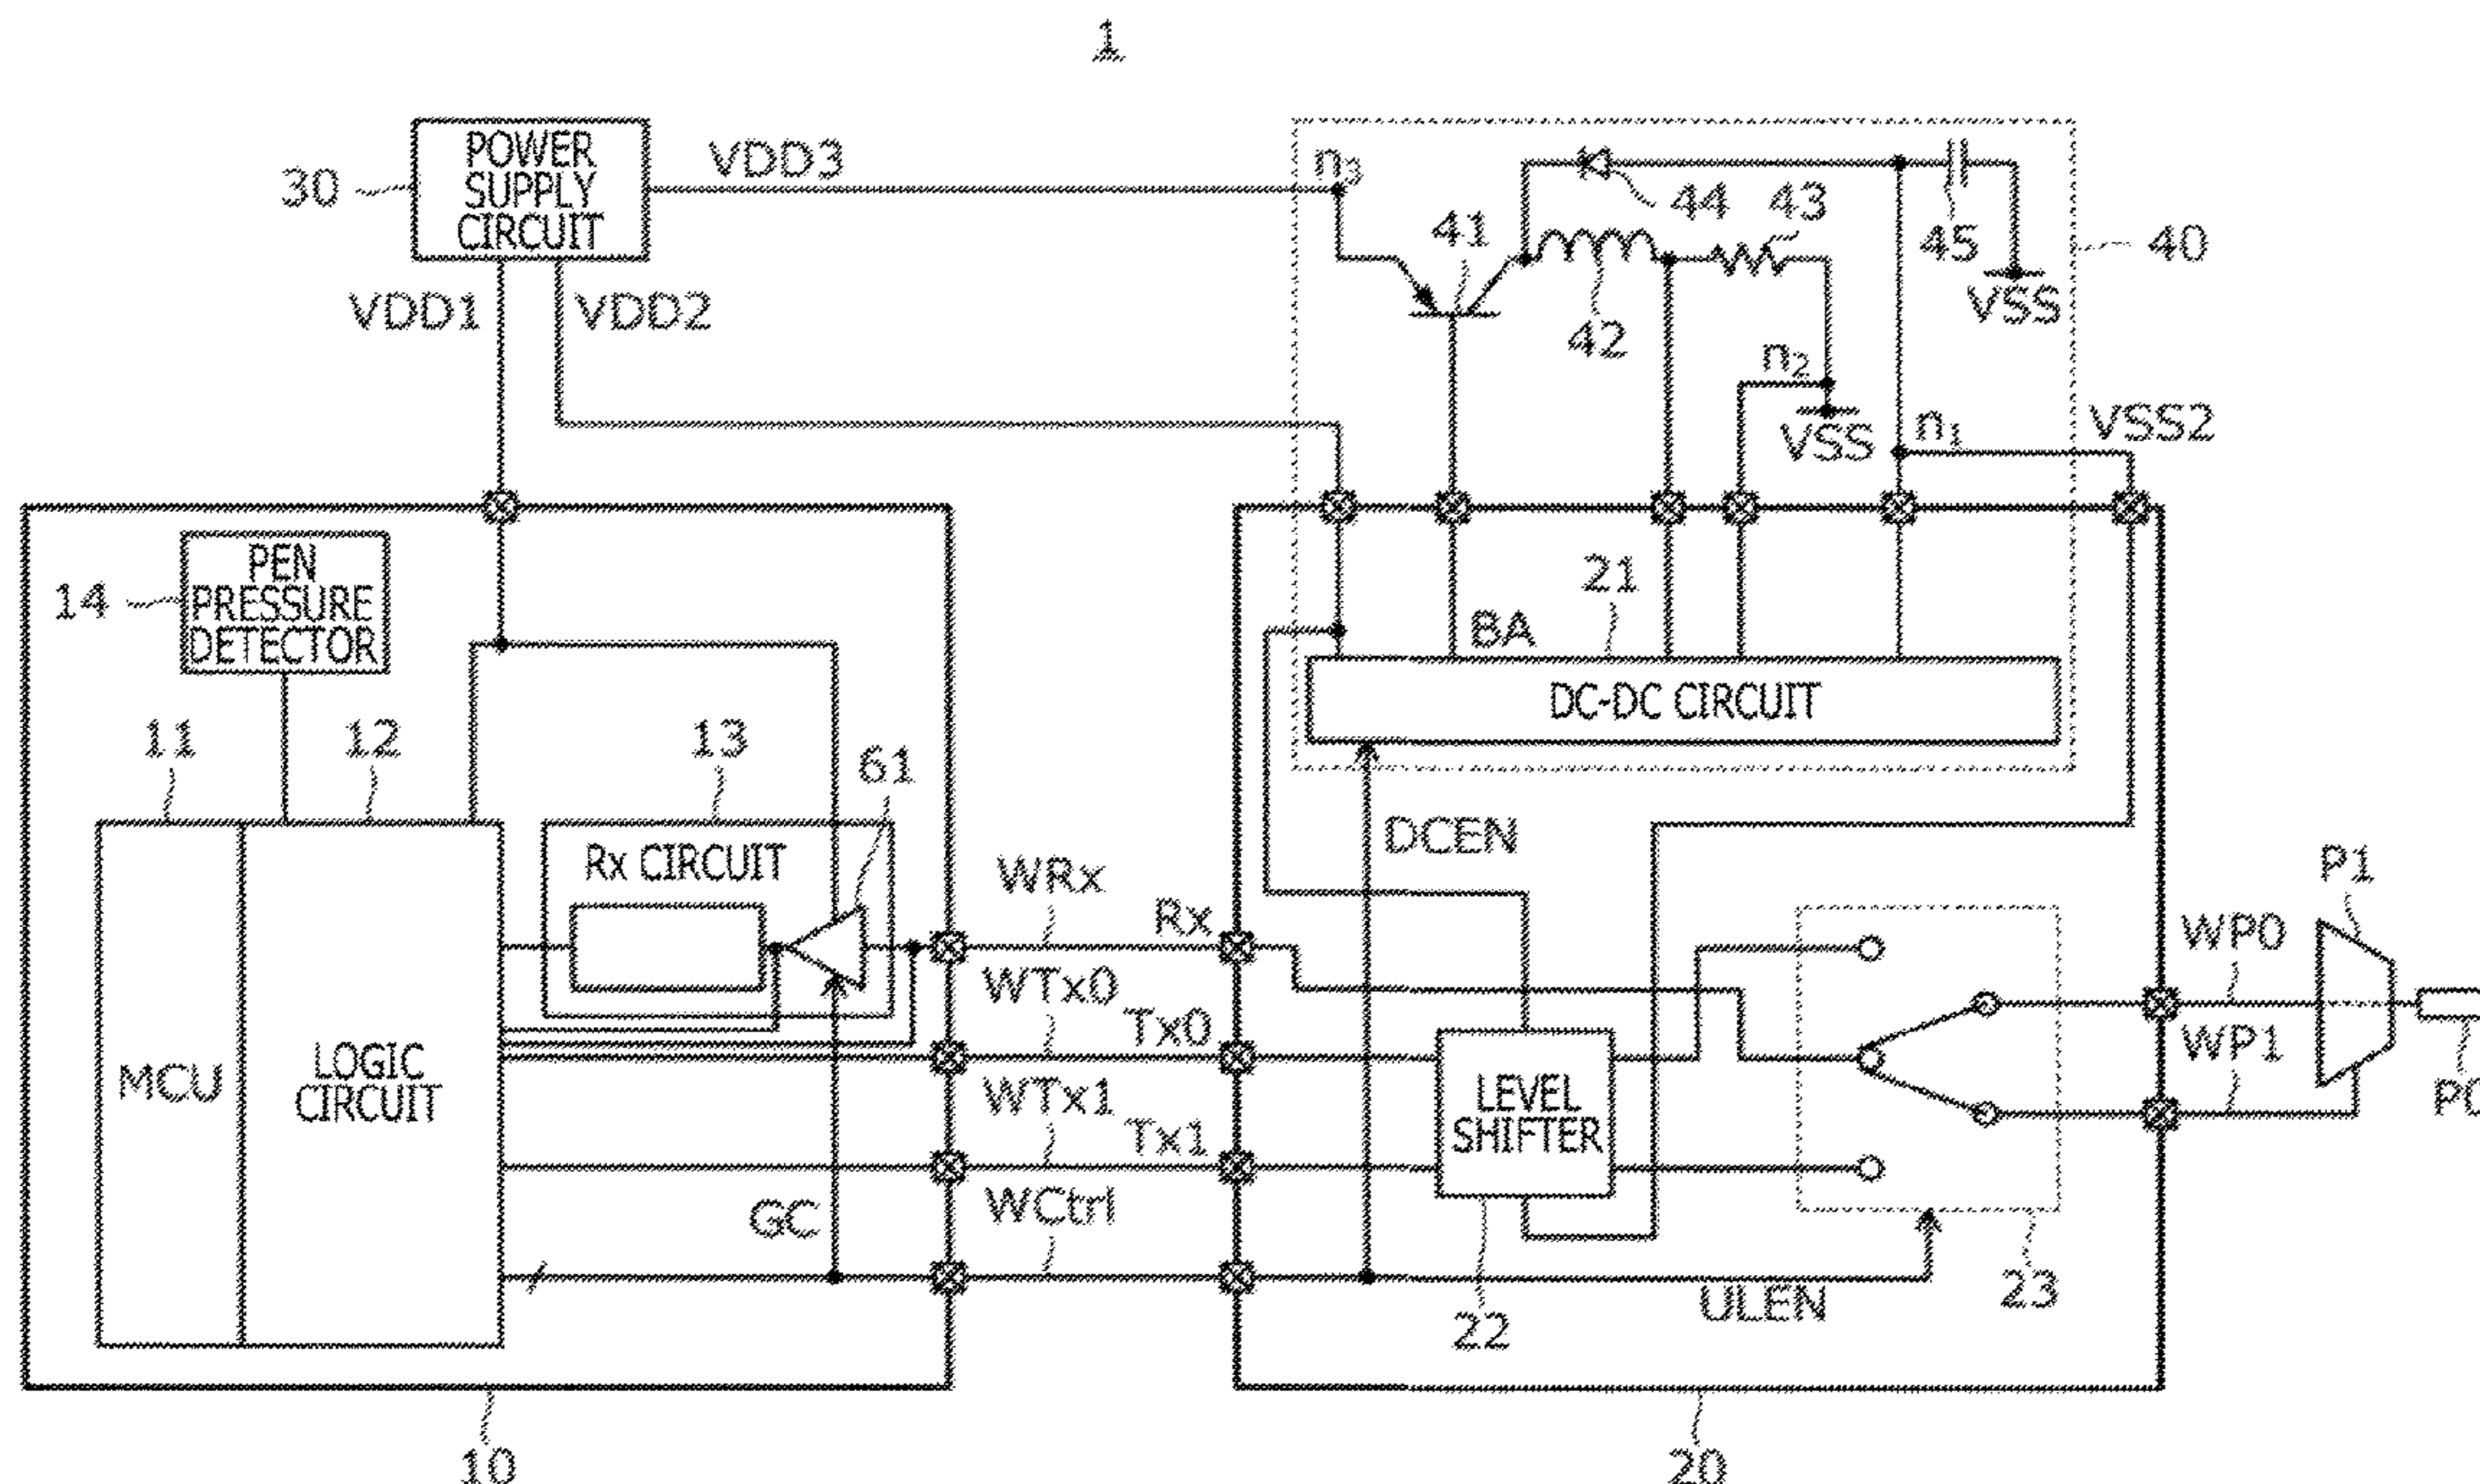 1
POWER
SUPPLY
CIRCUIT
30
VDD3
VDD1
VDD2
n3
41
42
44
43
45
VSS
40
n2
VSS
n1
VSS2
PEN
PRESSURE
DETECTOR
14
11
12
13
61
MCU
LOGIC
CIRCUIT
Rx CIRCUIT
GC
10
WRx
WTx0
WTx1
WCtrl
Rx
Tx0
Tx1
BA
21
DC-DC CIRCUIT
DCEN
LEVEL
SHIFTER
22
ULEN
23
20
WP0
WP1
P1